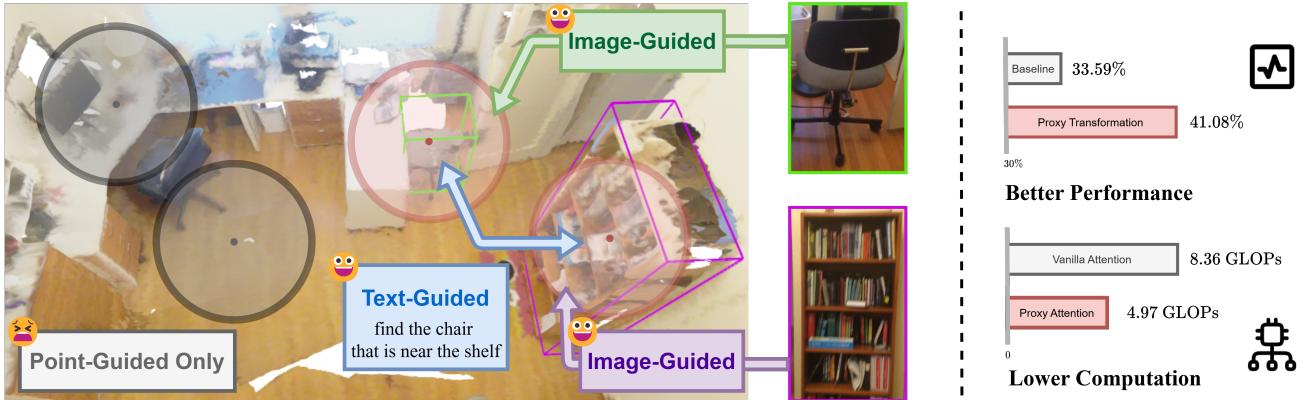 Image-Guided
Text-Guided
find the chair
that is near the shelf
Point-Guided Only
Image-Guided
Baseline
33.59%
Proxy Transformation
41.08%
30%
Better Performance
Vanilla Attention
8.36 GLOPs
Proxy Attention
4.97 GLOPs
0
Lower Computation